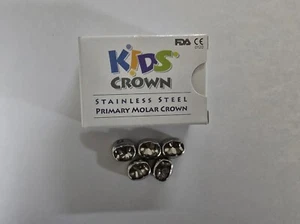 FDA CE
KIDS
CROWN
STAINLESS STEEL
PRIMARY MOLAR CROWN